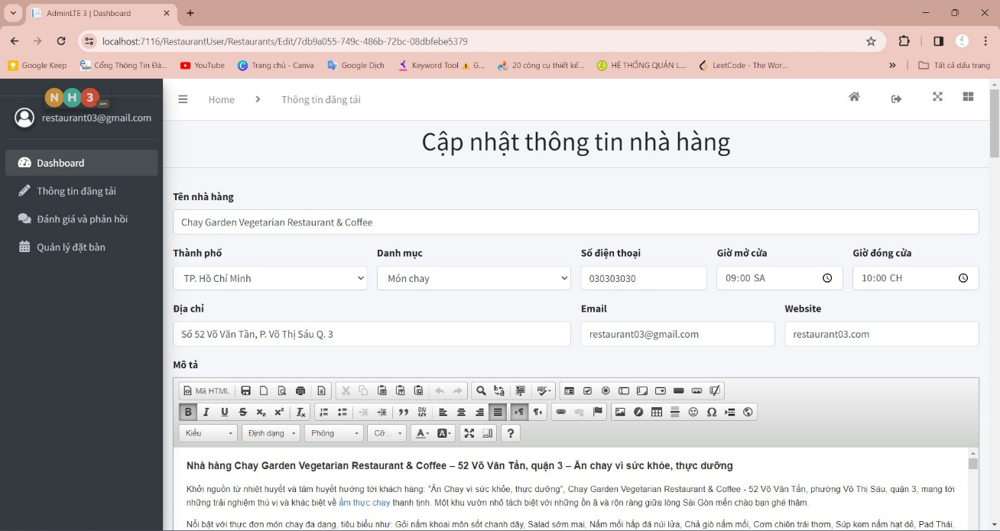 AdminLTE 3 | Dashboard
localhost:7116/RestaurantUser/Restaurants/Edit/7db9a055-749c-486b-72bc-08dbfebe5379
Google Keep
Cổng Thông Tin Đà...
YouTube
Trang chủ - Canva
Google Dịch
Keyword Tool ⚠ G...
20 công cụ thiết kế...
HỆ THỐNG QUẢN L...
LeetCode - The Wor...
»
Tất cả dấu trang
N H 3 .com
restaurant03@gmail.com
Dashboard
Thông tin đăng tải
Đánh giá và phản hồi
Quản lý đặt bàn
Home > Thông tin đăng tải
Cập nhật thông tin nhà hàng
Tên nhà hàng
Chay Garden Vegetarian Restaurant & Coffee
Thành phố Danh mục Số điện thoại Giờ mở cửa Giờ đóng cửa
TP. Hồ Chí Minh Món chay 030303030 09:00 SA 10:00 CH
Địa chỉ Email Website
Số 52 Võ Văn Tần, P. Võ Thị Sáu Q. 3 restaurant03@gmail.com restaurant03.com
Mô tả
Mã HTML
Kiểu Định dạng Phông Cỡ... A A ?
Nhà hàng Chay Garden Vegetarian Restaurant & Coffee – 52 Võ Văn Tần, quận 3 – Ăn chay vì sức khỏe, thực dưỡng
Khởi nguồn từ nhiệt huyết và tâm huyết hướng tới khách hàng: “Ăn Chay vì sức khỏe, thực dưỡng”, Chay Garden Vegetarian Restaurant & Coffee - 52 Võ Văn Tần, phường Võ Thị Sáu, quận 3, mang tới
những trải nghiệm thú vị và khác biệt về ẩm thực chay thanh tịnh. Một khu vườn nhỏ tách biệt với những ồn ã và rộn ràng giữa lòng Sài Gòn mến chào bạn ghé thăm.
Nổi bật với thực đơn món chay đa dạng, tiêu biểu như: Gỏi nấm khoai môn sốt chanh dây, Salad sớm mai, Nấm mối hấp đá núi lửa, Chả giò nấm mối, Cơm chiên trái thơm, Súp kem nấm hạt dẻ, Pad Thái,